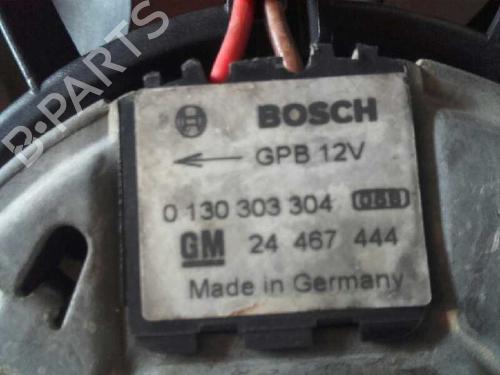 B-PARTS
BOSCH
GPB 12V
0 130 303 304
GM 24 467 444
Made in Germany